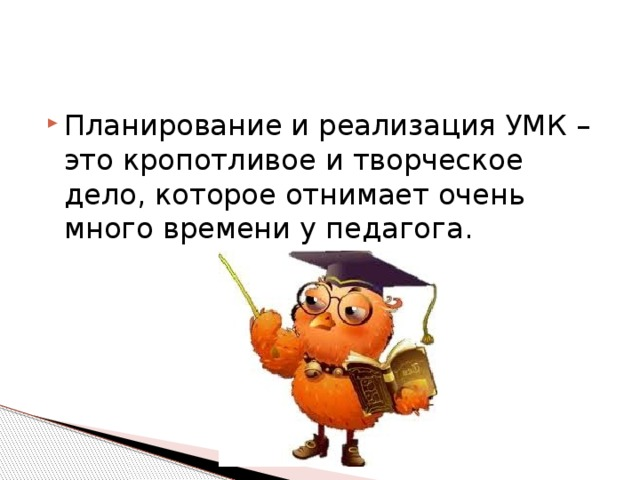 Планирование и реализация УМК –
это кропотливое и творческое
дело, которое отнимает очень
много времени у педагога.